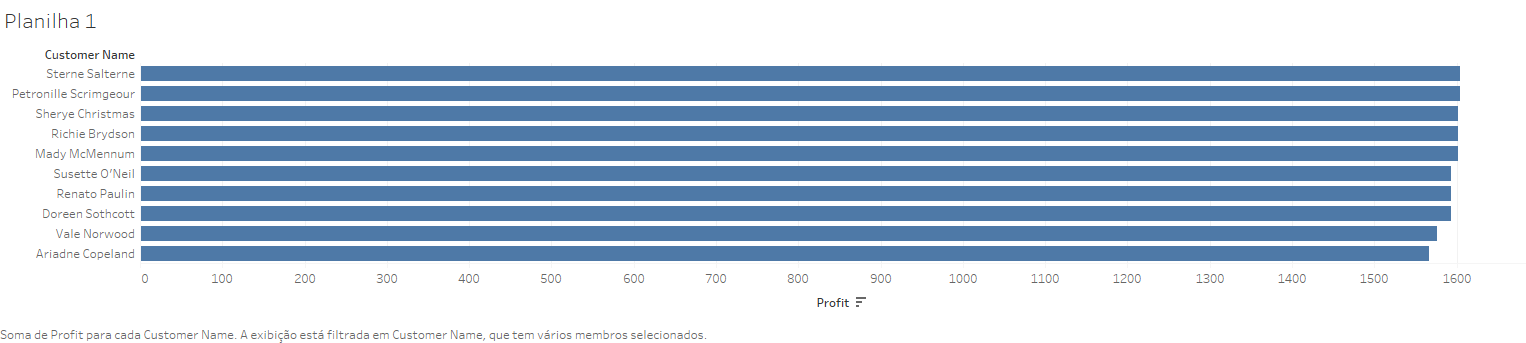 Planilha 1
Customer Name
Sterne Salterne
Petronille Scrimgeour
Sherye Christmas
Richie Brydson
Mady McMennum
Susette O'Neil
Renato Paulin
Doreen Sothcott
Vale Norwood
Ariadne Copeland
0 100 200 300 400 500 600 700 800 900 1000 1100 1200 1300 1400 1500 1600
Profit
Soma de Profit para cada Customer Name. A exibição está filtrada em Customer Name, que tem vários membros selecionados.